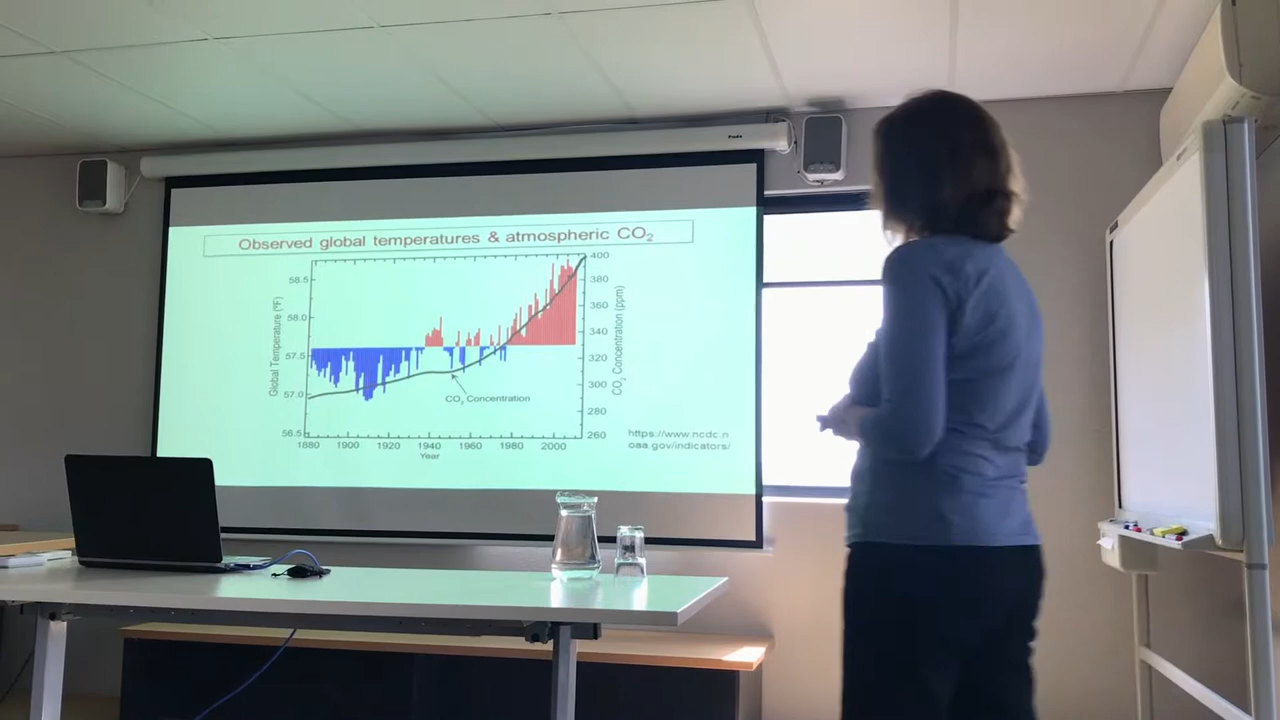 Observed global temperatures & atmospheric CO₂
Global Temperature (°F)
58.5
58.0
57.5
57.0
56.5
400
380
360
340
320
300
280
260
CO₂ Concentration (ppm)
CO₂ Concentration
1880 1900 1920 1940 1960 1980 2000
Year
https://www.ncdc.n
oaa.gov/indicators/